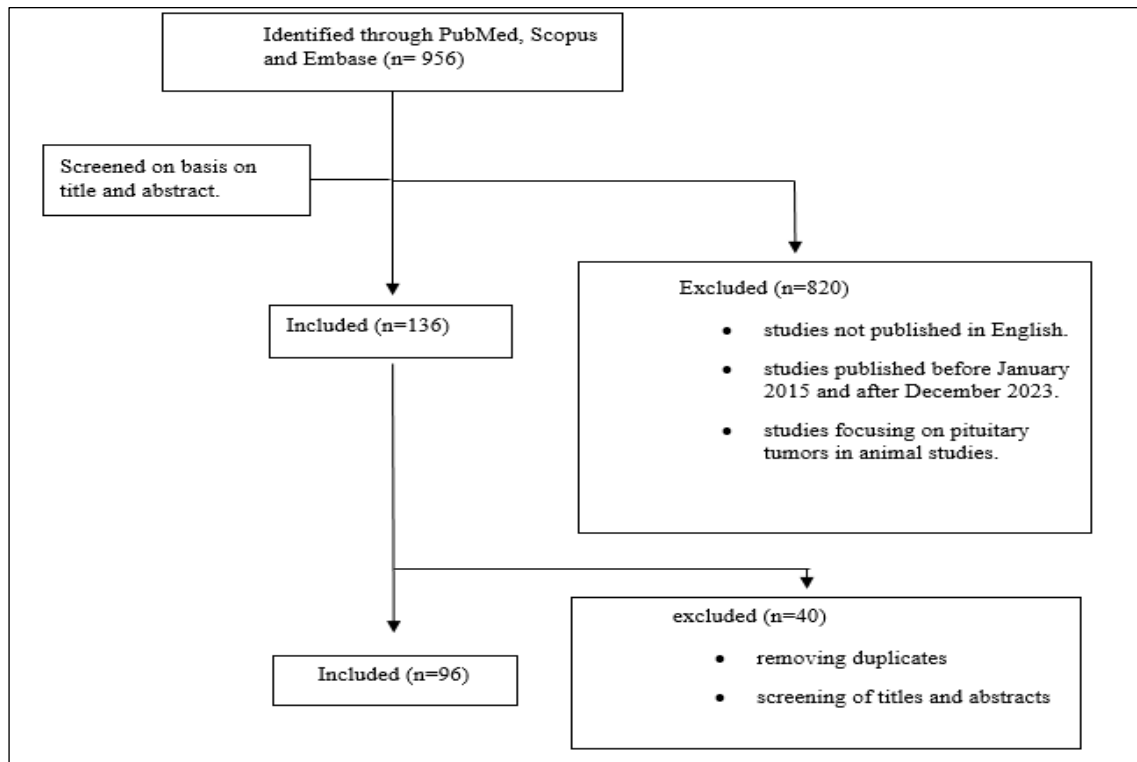 Identified through PubMed, Scopus
and Embase (n= 956)
Screened on basis on
title and abstract.
Excluded (n=820)
• studies not published in English.
• studies published before January
2015 and after December 2023.
• studies focusing on pituitary
tumors in animal studies.
Included (n=136)
excluded (n=40)
• removing duplicates
• screening of titles and abstracts
Included (n=96)